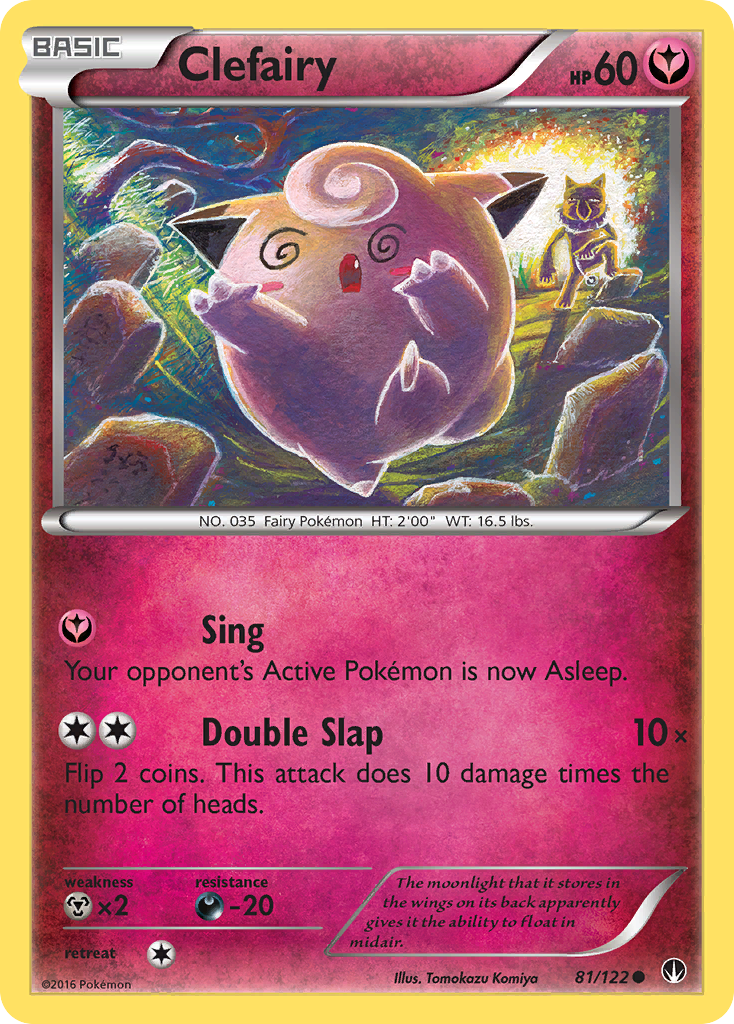 BASIC
Clefairy
HP60
NO. 035 Fairy Pokémon HT: 2'00" WT: 16.5 lbs.
Sing
Your opponent's Active Pokémon is now Asleep.
Double Slap 10×
Flip 2 coins. This attack does 10 damage times the
number of heads.
weakness
×2
resistance
-20
retreat
The moonlight that it stores in
the wings on its back apparently
gives it the ability to float in
midair.
©2016 Pokémon
Illus. Tomokazu Komiya
81/122